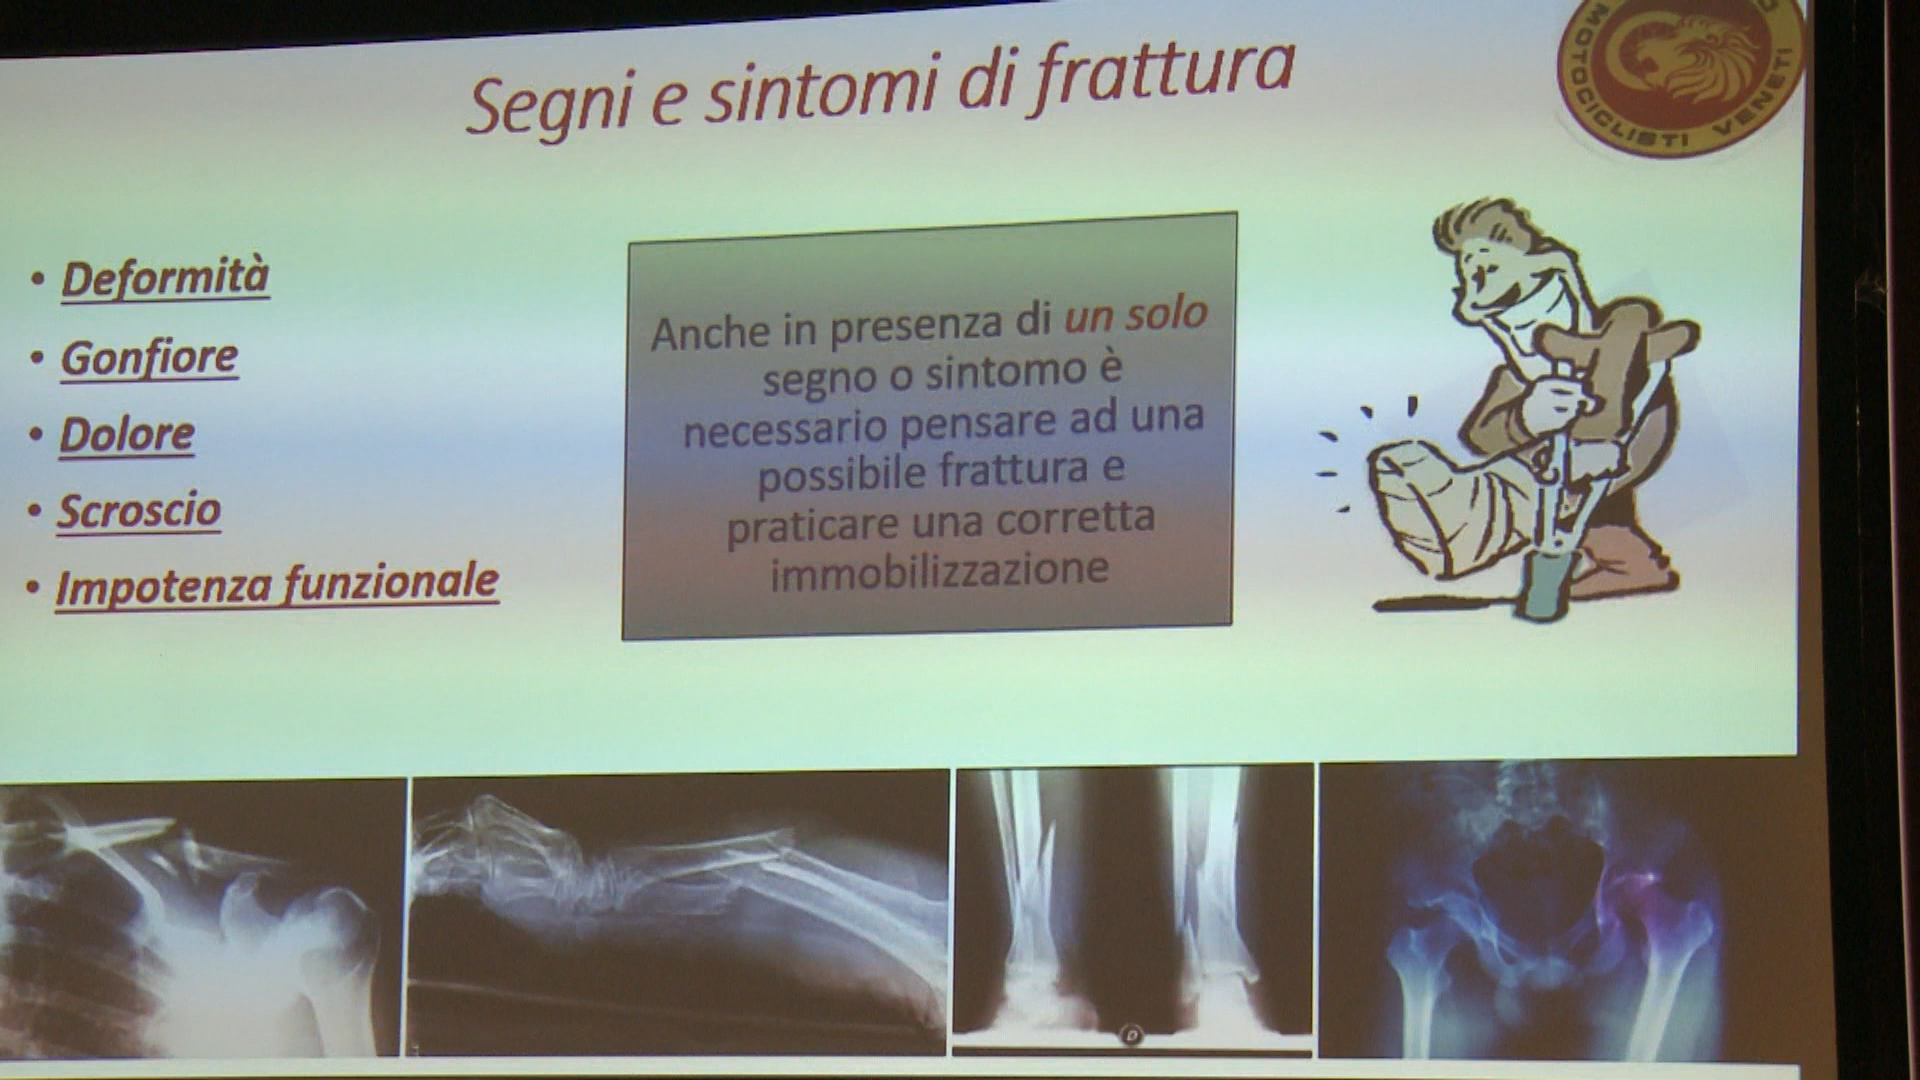 Segni e sintomi di frattura
MOTOCICLISTI VENETI
• Deformità
• Gonfiore
• Dolore
• Scroscio
• Impotenza funzionale
Anche in presenza di un solo
segno o sintomo è
necessario pensare ad una
possibile frattura e
praticare una corretta
immobilizzazione
D